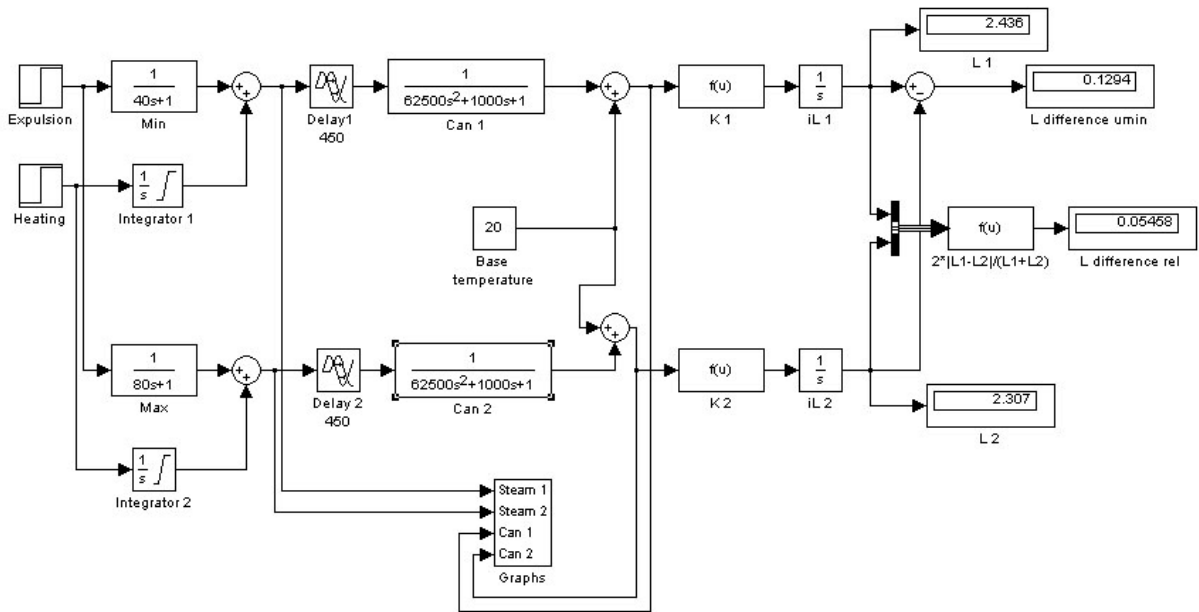 2.436
L 1
Expulsion
1
40s+1
Min
Delay1
450
1
62500s²+1000s+1
Can 1
f(u)
K 1
1
s
iL 1
0.1294
L difference umin
Heating
1
s
Integrator 1
20
Base
temperature
f(u)
2*|L1-L2|/(L1+L2)
0.05458
L difference rel
1
80s+1
Max
Delay 2
450
1
62500s²+1000s+1
Can 2
f(u)
K 2
1
s
iL 2
2.307
L 2
1
s
Integrator 2
Steam 1
Steam 2
Can 1
Can 2
Graphs